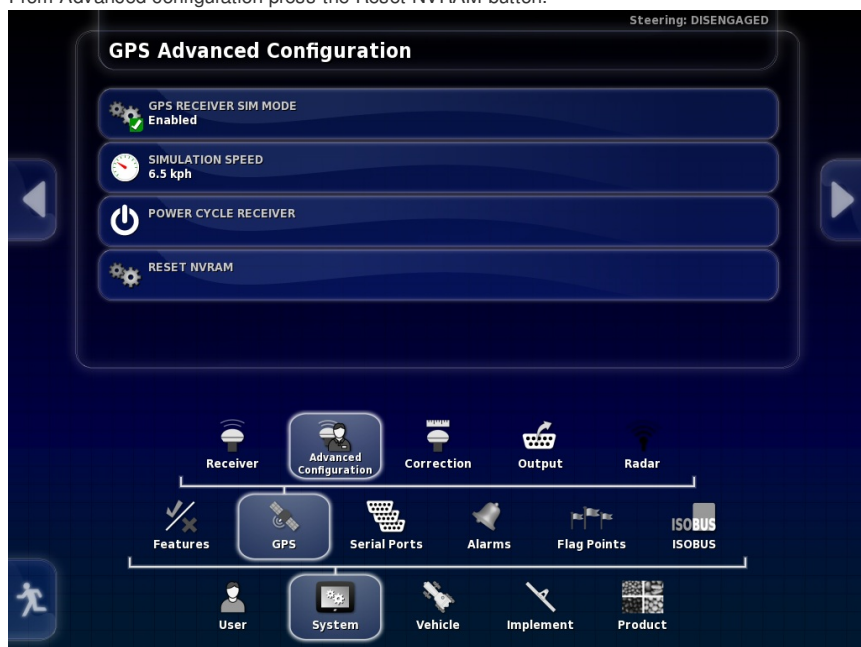 From Advanced configuration press the Reset NVRAM button.
Steering: DISENGAGED
GPS Advanced Configuration
GPS RECEIVER SIM MODE
Enabled
SIMULATION SPEED
6.5 kph
POWER CYCLE RECEIVER
RESET NVRAM
Receiver
Advanced
Configuration
Correction
Output
Radar
Features
GPS
Serial Ports
Alarms
Flag Points
ISOBUS
ISOBUS
User
System
Vehicle
Implement
Product